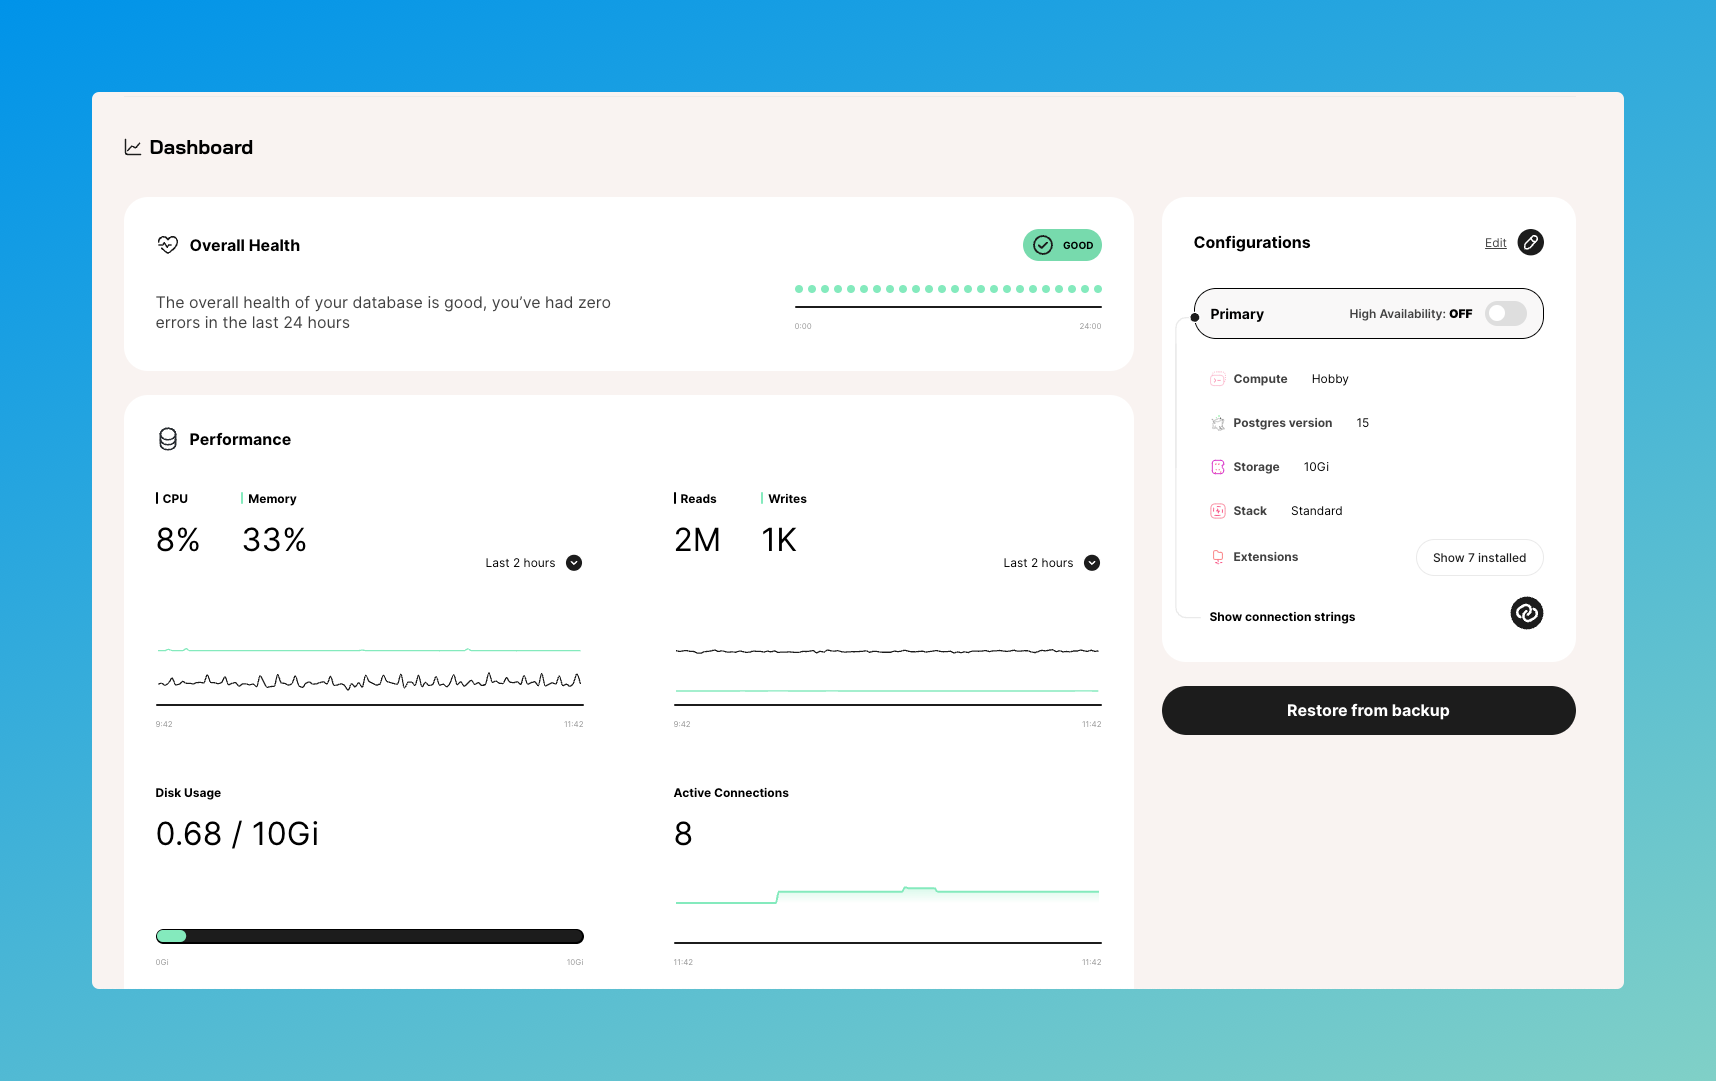 Dashboard
Overall Health
GOOD
The overall health of your database is good, you've had zero
errors in the last 24 hours
0:00 24:00
Performance
CPU Memory
8% 33%
Last 2 hours
9:42 11:42
Reads Writes
2M 1K
Last 2 hours
9:42 11:42
Disk Usage
0.68 / 10Gi
0Gi 10Gi
Active Connections
8
11:42 11:42
Configurations Edit
Primary High Availability: OFF
Compute Hobby
Postgres version 15
Storage 10Gi
Stack Standard
Extensions Show 7 installed
Show connection strings
Restore from backup